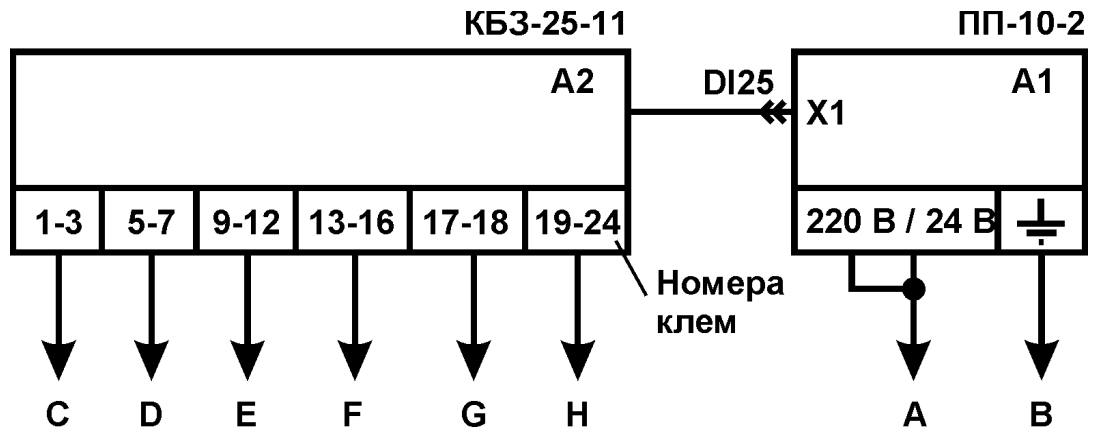 КБЗ-25-11
ПП-10-2
A2
DI25
A1
X1
1-3
5-7
9-12
13-16
17-18
19-24
220 В / 24 В
Номера
клем
C
D
E
F
G
H
A
B